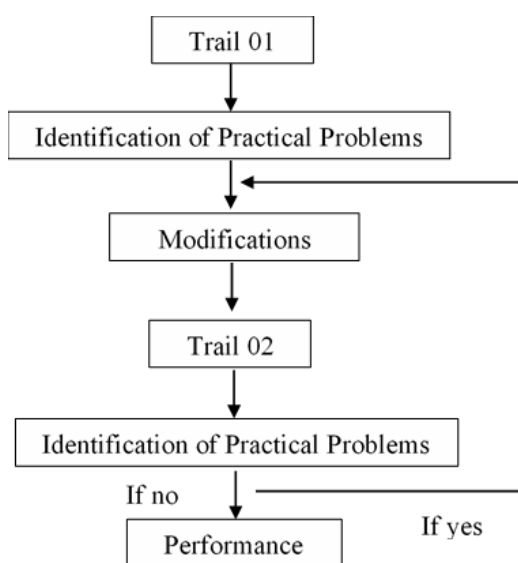 Trail 01
Identification of Practical Problems
Modifications
Trail 02
Identification of Practical Problems
If no
If yes
Performance